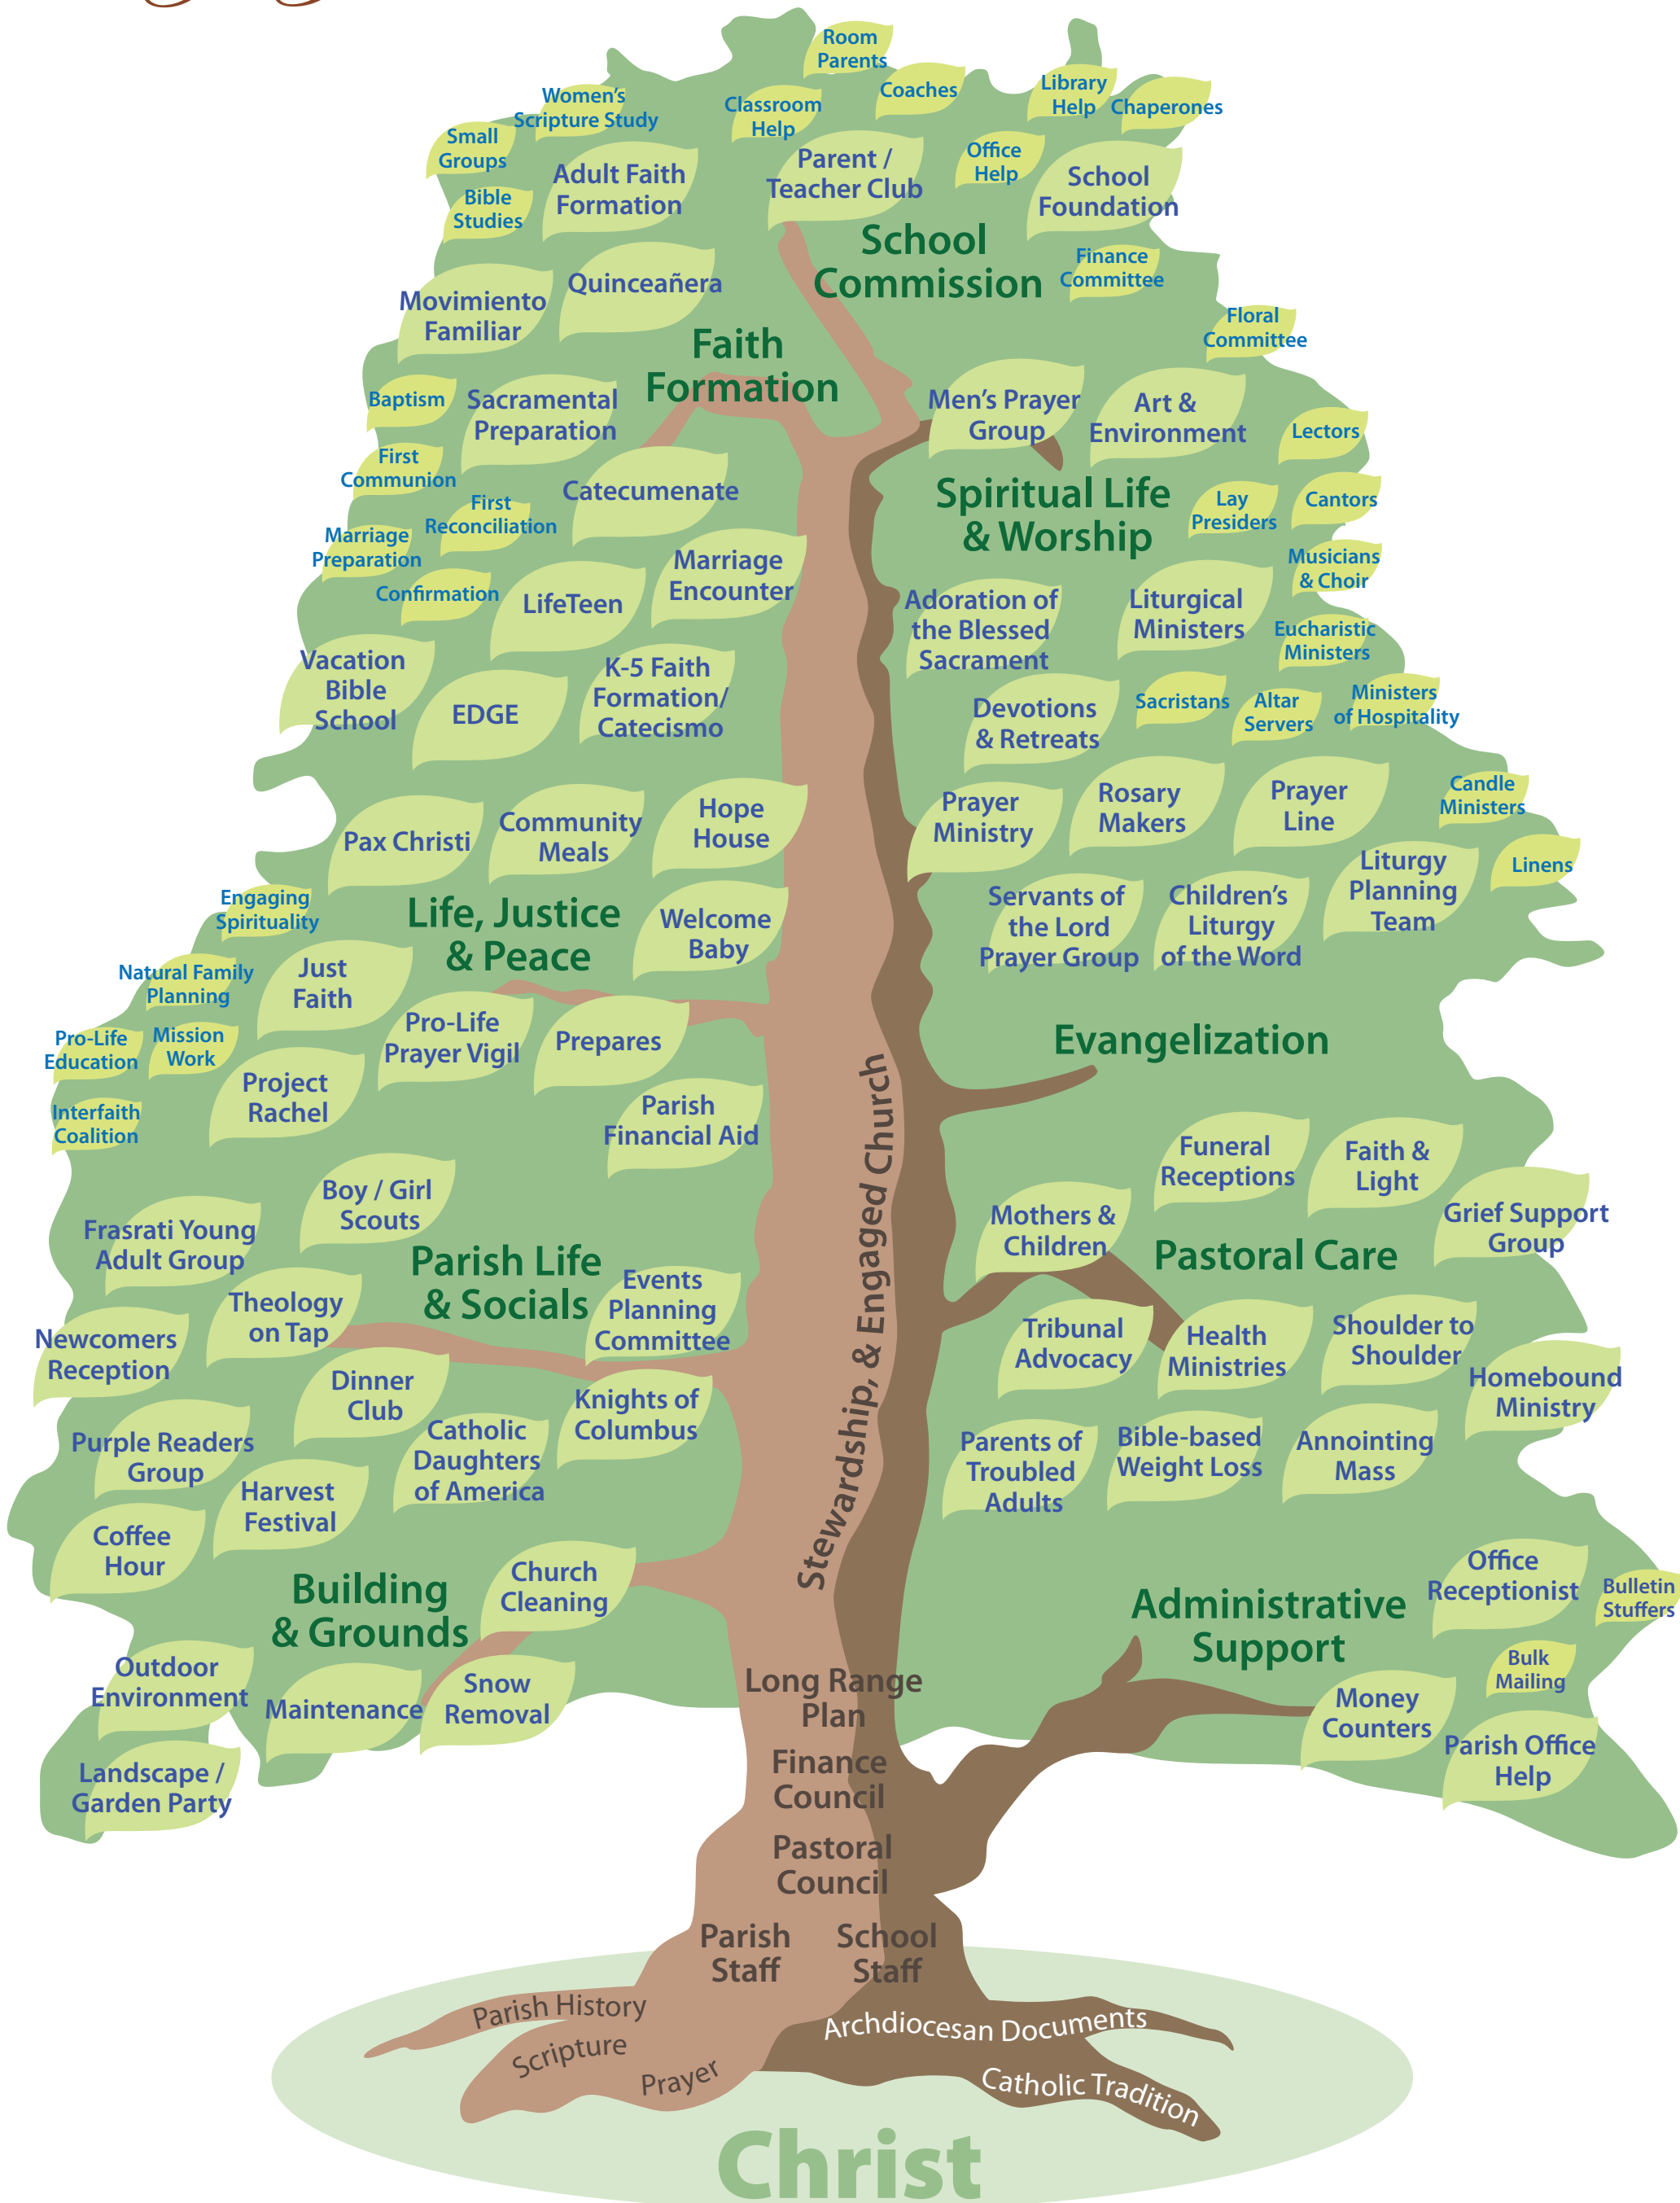 Room
Parents
Coaches
Library
Help
Chaperones
Women's
Scripture Study
Classroom
Help
Small
Groups
Office
Help
Adult Faith
Formation
Parent /
Teacher Club
School
Foundation
Bible
Studies
School
Commission
Finance
Committee
Quinceañera
Movimiento
Familiar
Floral
Committee
Faith
Formation
Baptism
Sacramental
Preparation
Men's Prayer
Group
Art &
Environment
Lectors
First
Communion
Catecumenate
First
Reconciliation
Spiritual Life
& Worship
Lay
Presiders
Cantors
Marriage
Preparation
Marriage
Encounter
Musicians
& Choir
Confirmation
LifeTeen
Adoration of
the Blessed
Sacrament
Liturgical
Ministers
Eucharistic
Ministers
Vacation
Bible
School
EDGE
K-5 Faith
Formation/
Catecismo
Devotions
& Retreats
Sacristans
Altar
Servers
Ministers
of Hospitality
Pax Christi
Community
Meals
Hope
House
Prayer
Ministry
Rosary
Makers
Prayer
Line
Candle
Ministers
Linens
Engaging
Spirituality
Life, Justice
& Peace
Welcome
Baby
Servants of
the Lord
Prayer Group
Children's
Liturgy
of the Word
Liturgy
Planning
Team
Natural Family
Planning
Just
Faith
Pro-Life
Education
Mission
Work
Pro-Life
Prayer Vigil
Prepares
Evangelization
Project
Rachel
Interfaith
Coalition
Parish
Financial Aid
Stewardship, & Engaged Church
Funeral
Receptions
Faith &
Light
Boy / Girl
Scouts
Frasrati Young
Adult Group
Mothers &
Children
Pastoral Care
Grief Support
Group
Parish Life
& Socials
Events
Planning
Committee
Theology
on Tap
Newcomers
Reception
Tribunal
Advocacy
Health
Ministries
Shoulder to
Shoulder
Homebound
Ministry
Dinner
Club
Knights of
Columbus
Catholic
Daughters
of America
Purple Readers
Group
Parents of
Troubled
Adults
Bible-based
Weight Loss
Annointing
Mass
Harvest
Festival
Coffee
Hour
Building
& Grounds
Church
Cleaning
Administrative
Support
Office
Receptionist
Bulletin
Stuffers
Outdoor
Environment
Maintenance
Snow
Removal
Long Range
Plan
Bulk
Mailing
Money
Counters
Parish Office
Help
Landscape /
Garden Party
Finance
Council
Pastoral
Council
Parish
Staff
School
Staff
Parish History
Scripture
Prayer
Archdiocesan Documents
Catholic Tradition
Christ